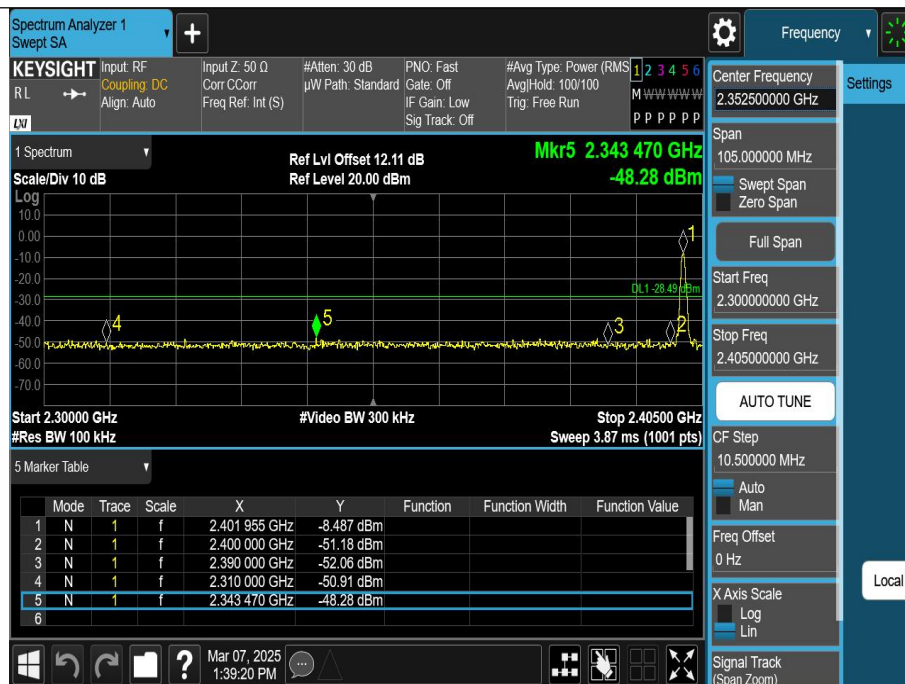 Spectrum Analyzer 1
Swept SA
+
Frequency
KEYSIGHT
RL
LXI
Input: RF
Coupling: DC
Align: Auto
Input Z: 50 Ω
Corr CCorr
Freq Ref: Int (S)
#Atten: 30 dB
µW Path: Standard
PNO: Fast
Gate: Off
IF Gain: Low
Sig Track: Off
#Avg Type: Power (RMS
Avg|Hold: 100/100
Trig: Free Run
1 2 3 4 5 6
M W W W W W
P P P P P P
1 Spectrum
Scale/Div 10 dB
Ref Lvl Offset 12.11 dB
Ref Level 20.00 dBm
Mkr5 2.343 470 GHz
-48.28 dBm
Log
10.0
0.00
-10.0
-20.0
-30.0
-40.0
-50.0
-60.0
-70.0
1
DL1 -28.49 dBm
4
5
3
2
Start 2.30000 GHz
#Res BW 100 kHz
#Video BW 300 kHz
Stop 2.40500 GHz
Sweep 3.87 ms (1001 pts)
5 Marker Table
Mode Trace Scale X Y Function Function Width Function Value
1 N 1 f 2.401 955 GHz -8.487 dBm
2 N 1 f 2.400 000 GHz -51.18 dBm
3 N 1 f 2.390 000 GHz -52.06 dBm
4 N 1 f 2.310 000 GHz -50.91 dBm
5 N 1 f 2.343 470 GHz -48.28 dBm
6
?
Mar 07, 2025
1:39:20 PM
Center Frequency
2.352500000 GHz
Span
105.000000 MHz
Swept Span
Zero Span
Full Span
Start Freq
2.300000000 GHz
Stop Freq
2.405000000 GHz
AUTO TUNE
CF Step
10.500000 MHz
Auto
Man
Freq Offset
0 Hz
X Axis Scale
Log
Lin
Signal Track
(Span Zoom)
Settings
Local